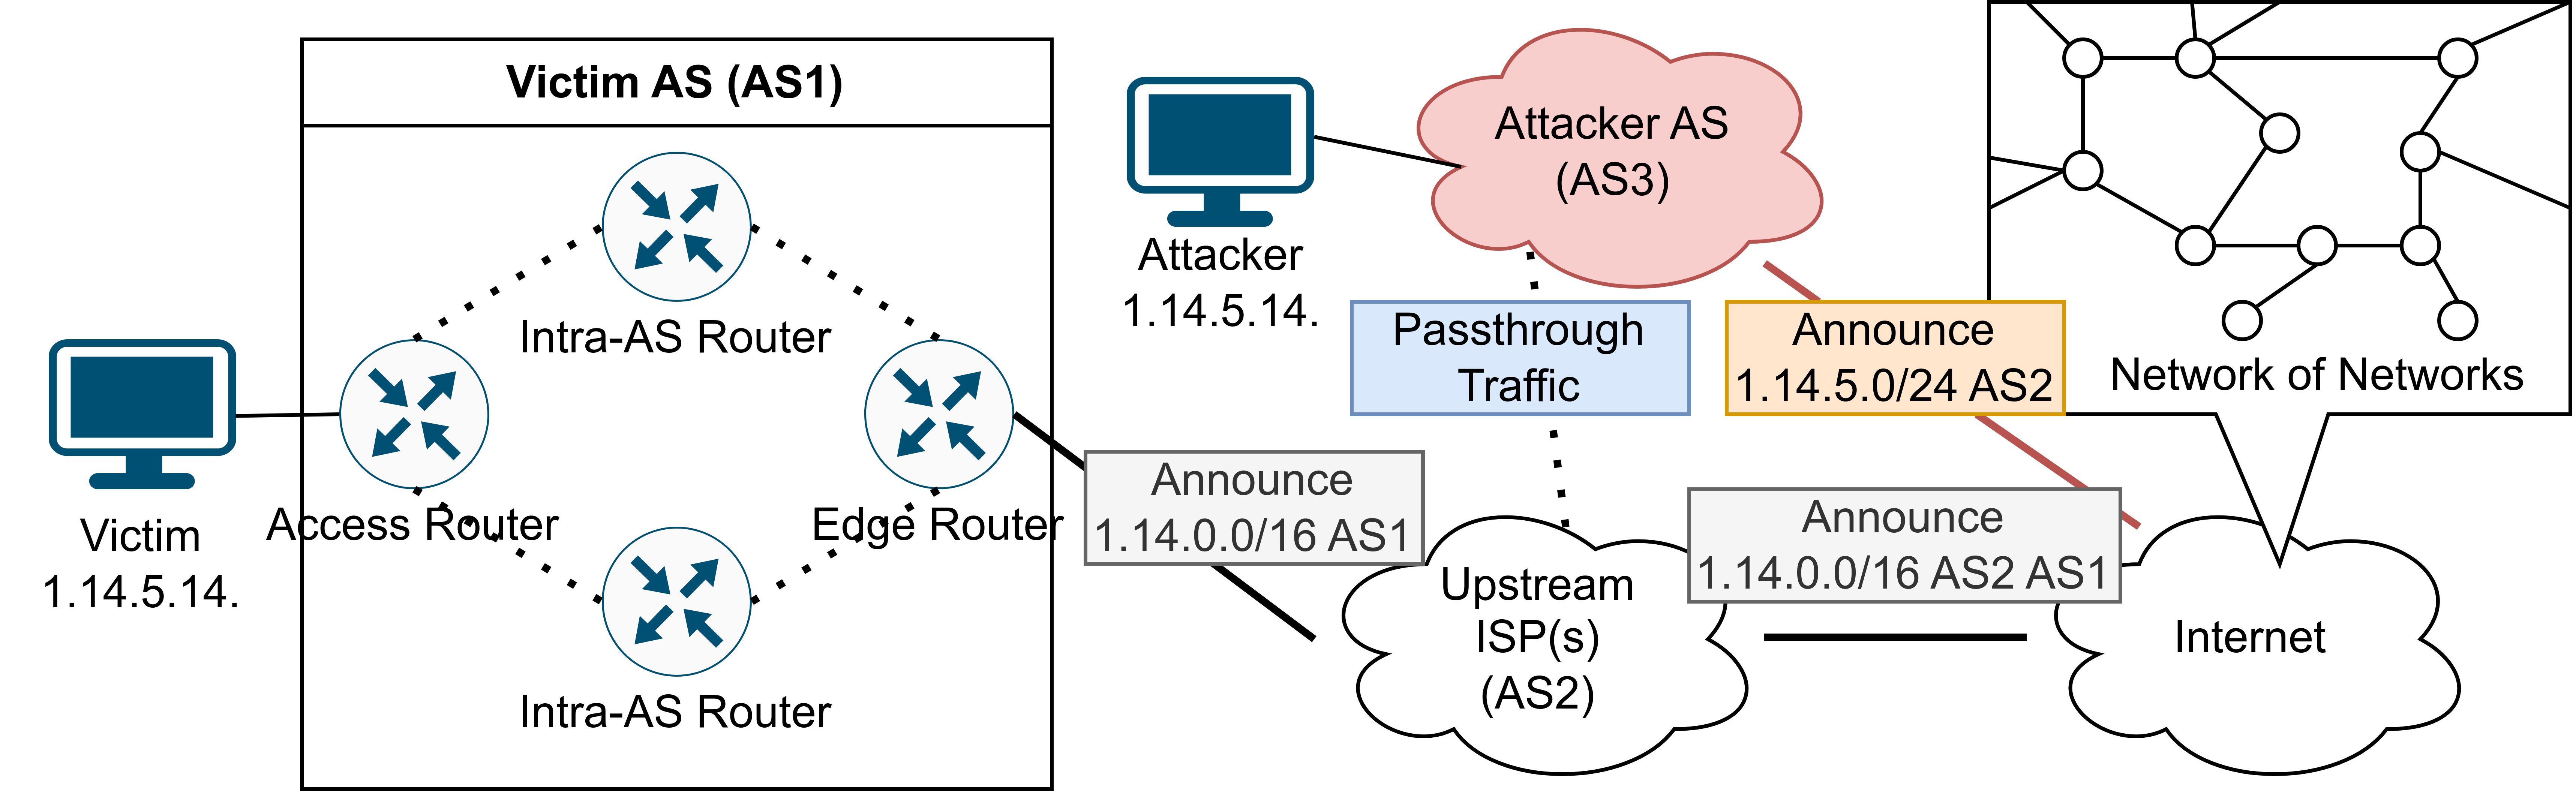 Victim AS (AS1)
Intra-AS Router
Access Router
Edge Router
Intra-AS Router
Victim
1.14.5.14.
Attacker
1.14.5.14.
Attacker AS
(AS3)
Passthrough
Traffic
Announce
1.14.5.0/24 AS2
Announce
1.14.0.0/16 AS1
Announce
1.14.0.0/16 AS2 AS1
Upstream
ISP(s)
(AS2)
Network of Networks
Internet